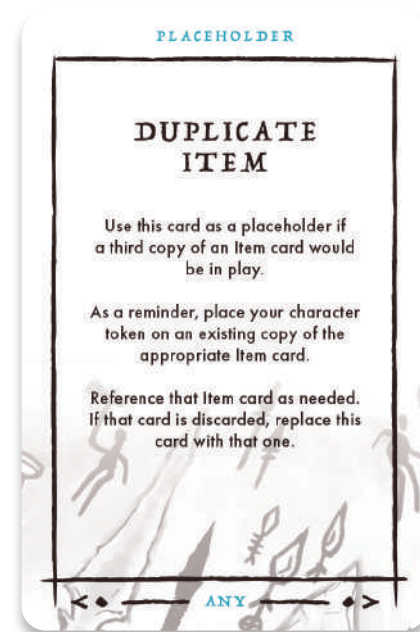 PLACEHOLDER
DUPLICATE
ITEM
Use this card as a placeholder if
a third copy of an Item card would
be in play.
As a reminder, place your character
token on an existing copy of the
appropriate Item card.
Reference that Item card as needed.
If that card is discarded, replace this
card with that one.
ANY